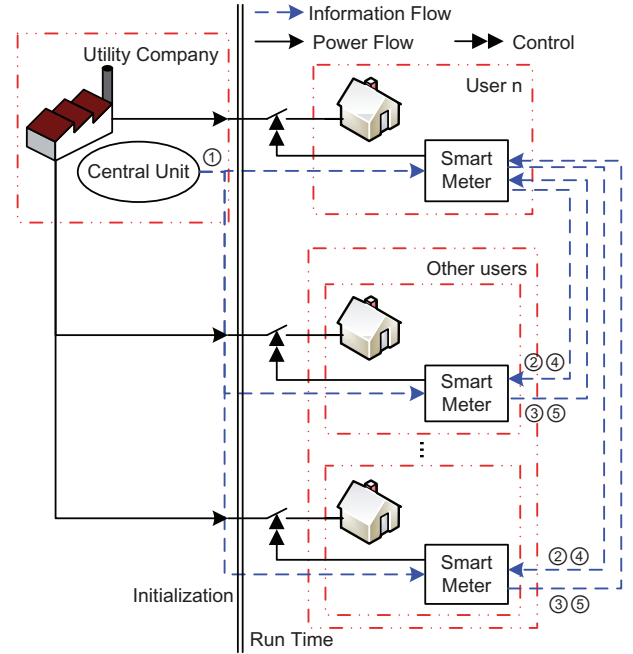 Information Flow
Power Flow
Control
Utility Company
Central Unit
①
User n
Smart
Meter
Other users
Smart
Meter
②④
③⑤
⋮
Smart
Meter
②④
③⑤
Initialization
Run Time